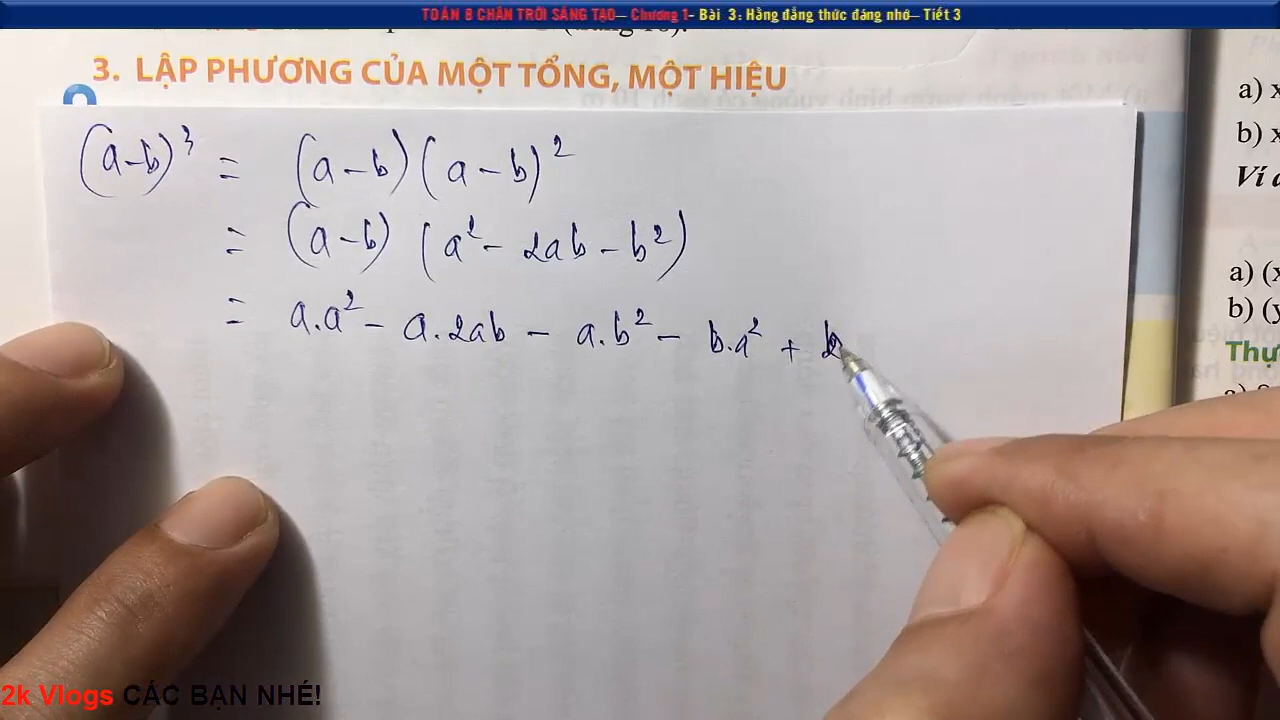 TOÁN 8 CHÂN TRỜI SÁNG TẠO– Chương 1- Bài 3: Hằng đẳng thức đáng nhớ– Tiết 3
3. LẬP PHƯƠNG CỦA MỘT TỔNG, MỘT HIỆU
(a-b)³ = (a-b)(a-b)²
= (a-b) (a² - 2ab - b²)
= a.a² - a.2ab - a.b² - b.a² + b
a) x
b) x
Ví d
a) (x
b) (y
Thự
2k Vlogs CÁC BẠN NHÉ!